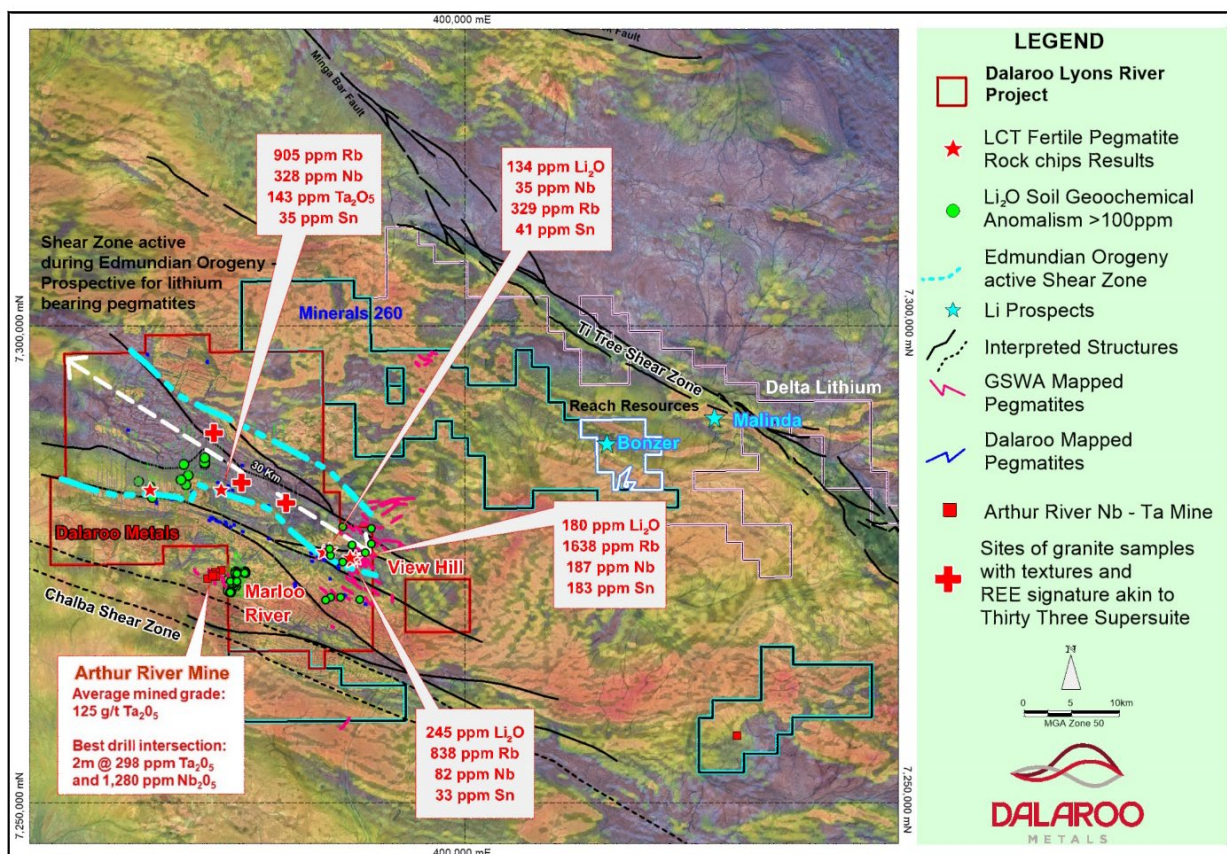 400,000 mE
Minga Bar Fault
Fault
905 ppm Rb
328 ppm Nb
143 ppm Ta₂O₅
35 ppm Sn
134 ppm Li₂O
35 ppm Nb
329 ppm Rb
41 ppm Sn
Shear Zone active
during Edmundian Orogeny -
Prospective for lithium
bearing pegmatites
7,300,000 mN
7,300,000 mN
Minerals 260
Ti Tree Shear Zone
Delta Lithium
Reach Resources
Malinda
Bonzer
30 Km
Dalaroo Metals
180 ppm Li₂O
1638 ppm Rb
187 ppm Nb
183 ppm Sn
View Hill
Marloo
River
Chalba Shear Zone
Arthur River Mine
Average mined grade:
125 g/t Ta₂0₅
Best drill intersection:
2m @ 298 ppm Ta₂0₅
and 1,280 ppm Nb₂0₅
245 ppm Li₂O
838 ppm Rb
82 ppm Nb
33 ppm Sn
7,250,000 mN
7,250,000 mN
400,000 mE
LEGEND
Dalaroo Lyons River
Project
LCT Fertile Pegmatite
Rock chips Results
Li₂O Soil Geochemical
Anomalism >100ppm
Edmundian Orogeny
active Shear Zone
Li Prospects
Interpreted Structures
GSWA Mapped
Pegmatites
Dalaroo Mapped
Pegmatites
Arthur River Nb - Ta Mine
Sites of granite samples
with textures and
REE signature akin to
Thirty Three Supersuite
0 5 10km
MGA Zone 50
DALAROO
METALS